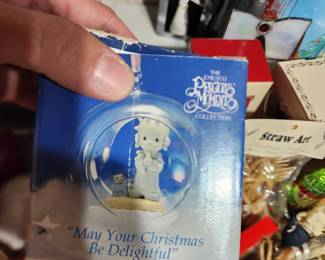 THE
ENESCO
PRECIOUS
MOMENTS
COLLECTION
Straw Art
"May Your Christmas
Be Delightful"